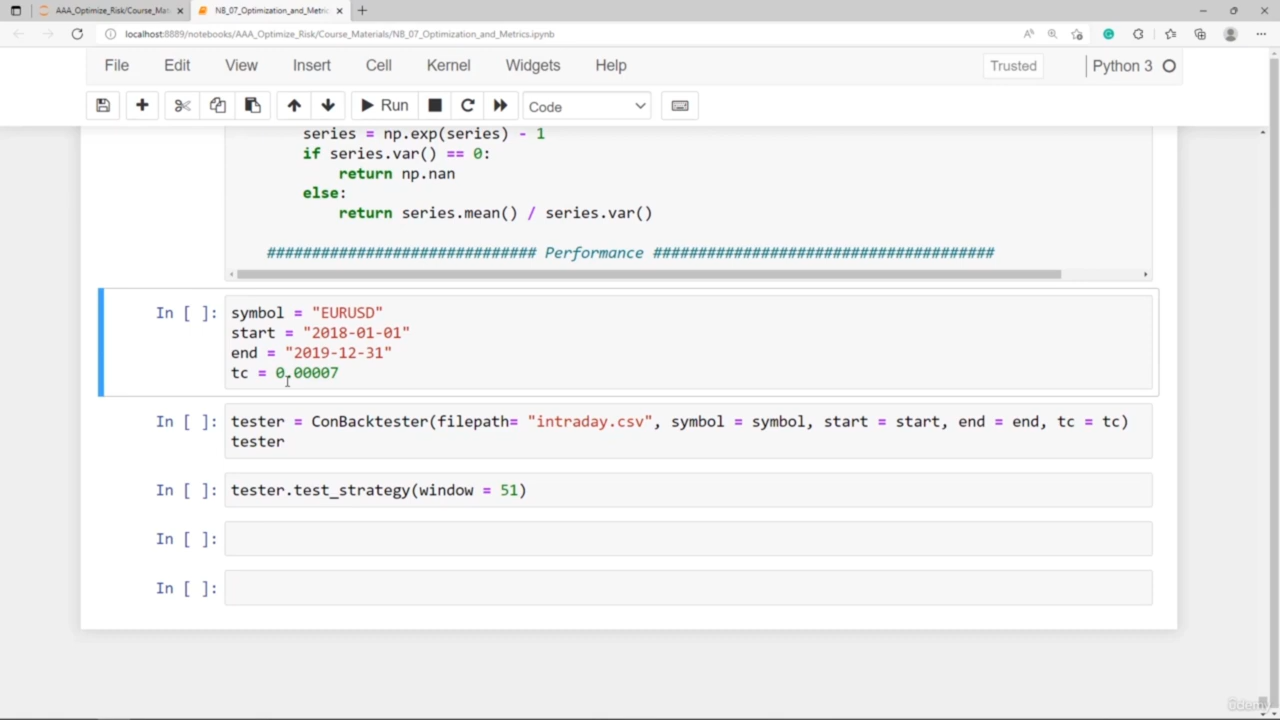 AAA_Optimize_Risk/Course_Mat
NB_07_Optimization_and_Metric
localhost:8889/notebooks/AAA_Optimize_Risk/Course_Materials/NB_07_Optimization_and_Metrics.ipynb
File Edit View Insert Cell Kernel Widgets Help Trusted Python 3
Run Code
series = np.exp(series) - 1
if series.var() == 0:
return np.nan
else:
return series.mean() / series.var()
############################## Performance ######################################
In [ ]: symbol = "EURUSD"
start = "2018-01-01"
end = "2019-12-31"
tc = 0.00007
In [ ]: tester = ConBacktester(filepath= "intraday.csv", symbol = symbol, start = start, end = end, tc = tc)
tester
In [ ]: tester.test_strategy(window = 51)
In [ ]:
In [ ]:
ûdemy